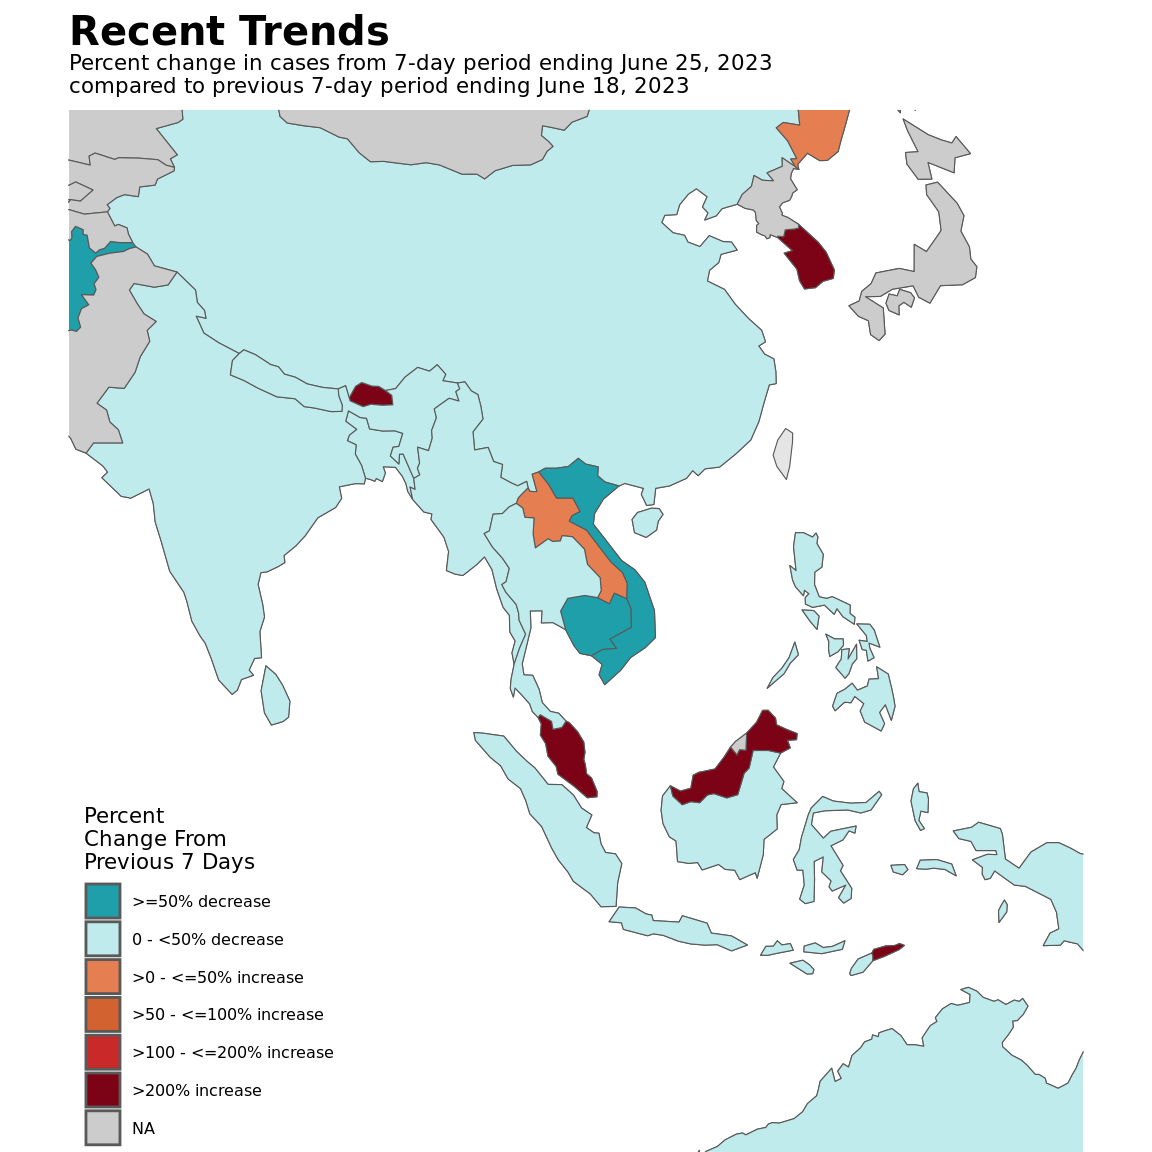 Recent Trends
Percent change in cases from 7-day period ending June 25, 2023
compared to previous 7-day period ending June 18, 2023
Percent
Change From
Previous 7 Days
>=50% decrease
0 - <50% decrease
>0 - <=50% increase
>50 - <=100% increase
>100 - <=200% increase
>200% increase
NA